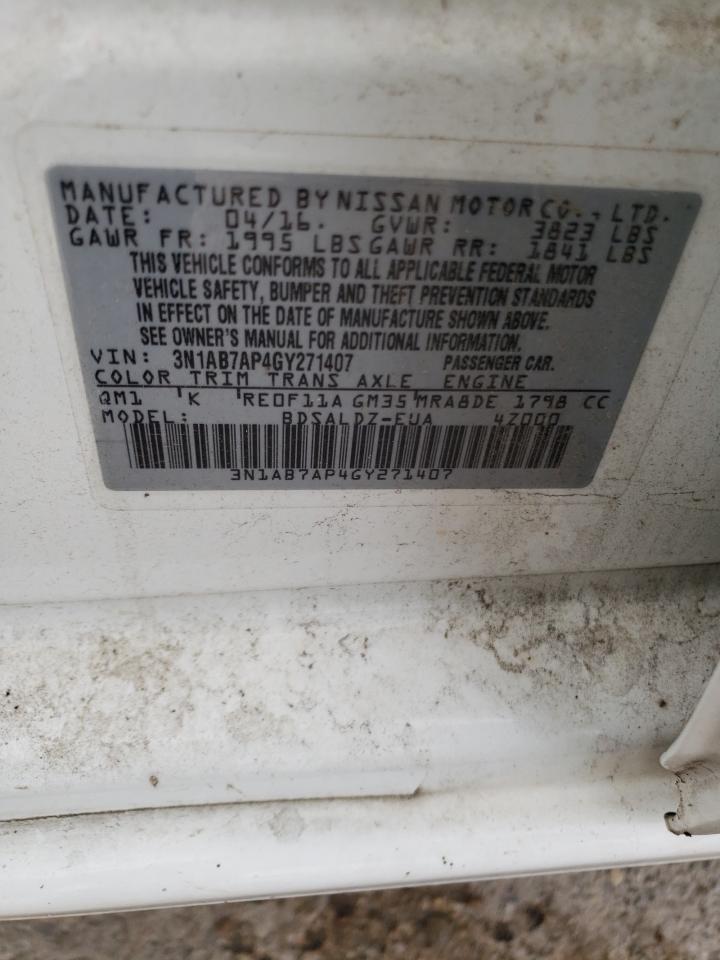 MANUFACTURED BY NISSAN MOTOR CO., LTD.
DATE: 04/16. GVWR: 3823 LBS
GAWR FR: 1995 LBS GAWR RR: 1841 LBS
THIS VEHICLE CONFORMS TO ALL APPLICABLE FEDERAL MOTOR
VEHICLE SAFETY, BUMPER AND THEFT PREVENTION STANDARDS
IN EFFECT ON THE DATE OF MANUFACTURE SHOWN ABOVE.
SEE OWNER'S MANUAL FOR ADDITIONAL INFORMATION.
VIN: 3N1AB7AP4GY271407 PASSENGER CAR.
COLOR TRIM TRANS AXLE ENGINE
QM1 K RE0F11A GM35 MRA8DE 1798 CC
MODEL: BDSALDZ-EUA 4Z000
3N1AB7AP4GY271407